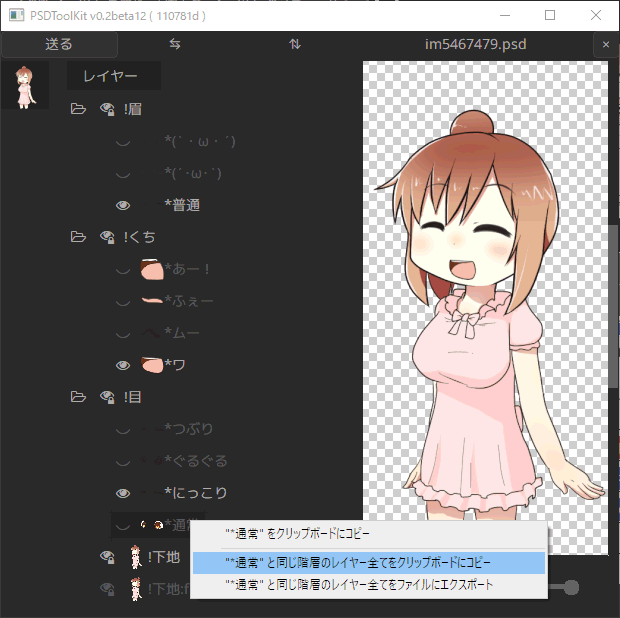 PSDToolKit v0.2beta12 ( 110781d )
送る
⇆
⇅
im5467479.psd
×
レイヤー
!眉
*(´・ω・`)
*(´･ω･`)
*普通
!くち
*あー！
*ふぇー
*ムー
*ワ
!目
*つぶり
*ぐるぐる
*にっこり
*通常
"*通常" をクリップボードにコピー
!下地
"*通常" と同じ階層のレイヤー全てをクリップボードにコピー
"*通常" と同じ階層のレイヤー全てをファイルにエクスポート
!下地:f